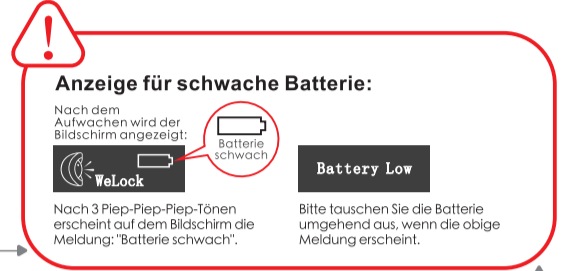 Anzeige für schwache Batterie:
Nach dem
Aufwachen wird der
Bildschirm angezeigt:
Batterie
schwach
WeLock
Nach 3 Piep-Piep-Piep-Tönen
erscheint auf dem Bildschirm die
Meldung: "Batterie schwach".
Battery Low
Bitte tauschen Sie die Batterie
umgehend aus, wenn die obige
Meldung erscheint.